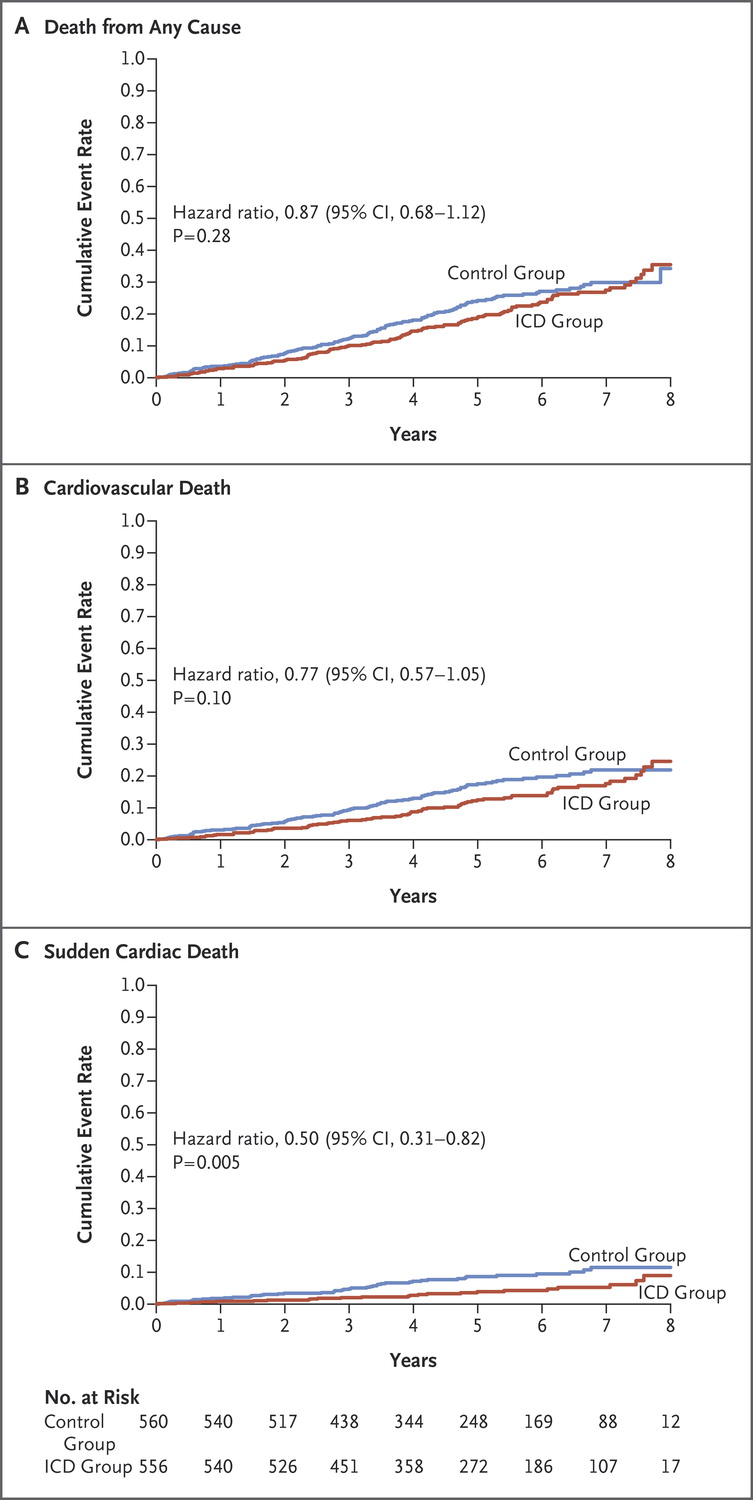 A Death from Any Cause
Cumulative Event Rate
1.0
0.9
0.8
0.7
0.6
0.5
0.4
0.3
0.2
0.1
0.0
Hazard ratio, 0.87 (95% CI, 0.68–1.12)
P=0.28
Control Group
ICD Group
0 1 2 3 4 5 6 7 8
Years
B Cardiovascular Death
Cumulative Event Rate
1.0
0.9
0.8
0.7
0.6
0.5
0.4
0.3
0.2
0.1
0.0
Hazard ratio, 0.77 (95% CI, 0.57–1.05)
P=0.10
Control Group
ICD Group
0 1 2 3 4 5 6 7 8
Years
C Sudden Cardiac Death
Cumulative Event Rate
1.0
0.9
0.8
0.7
0.6
0.5
0.4
0.3
0.2
0.1
0.0
Hazard ratio, 0.50 (95% CI, 0.31–0.82)
P=0.005
Control Group
ICD Group
0 1 2 3 4 5 6 7 8
Years
No. at Risk
Control 560 540 517 438 344 248 169 88 12
Group
ICD Group 556 540 526 451 358 272 186 107 17